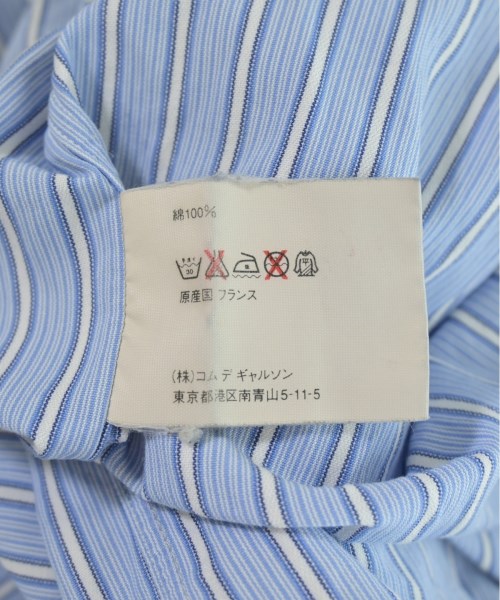 綿100%
30
原産国 フランス
(株)コム デ ギャルソン
東京都港区南青山5-11-5